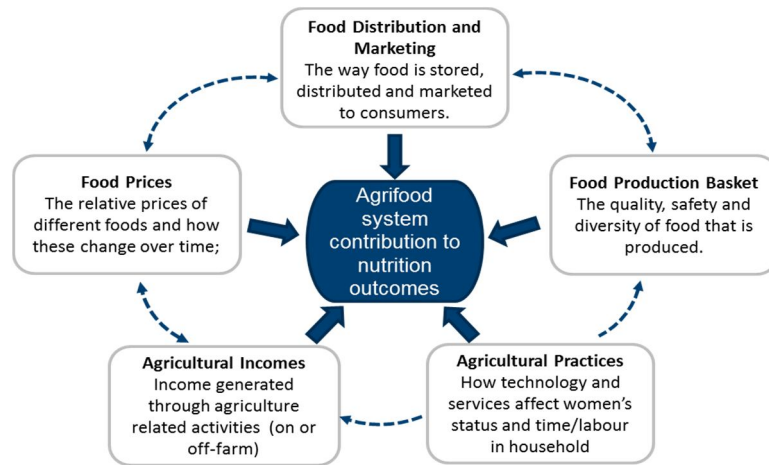 Food Distribution and
Marketing
The way food is stored,
distributed and marketed
to consumers.
Food Prices
The relative prices of
different foods and how
these change over time;
Agrifood
system
contribution to
nutrition
outcomes
Food Production Basket
The quality, safety and
diversity of food that is
produced.
Agricultural Incomes
Income generated
through agriculture
related activities (on or
off-farm)
Agricultural Practices
How technology and
services affect women’s
status and time/labour
in household